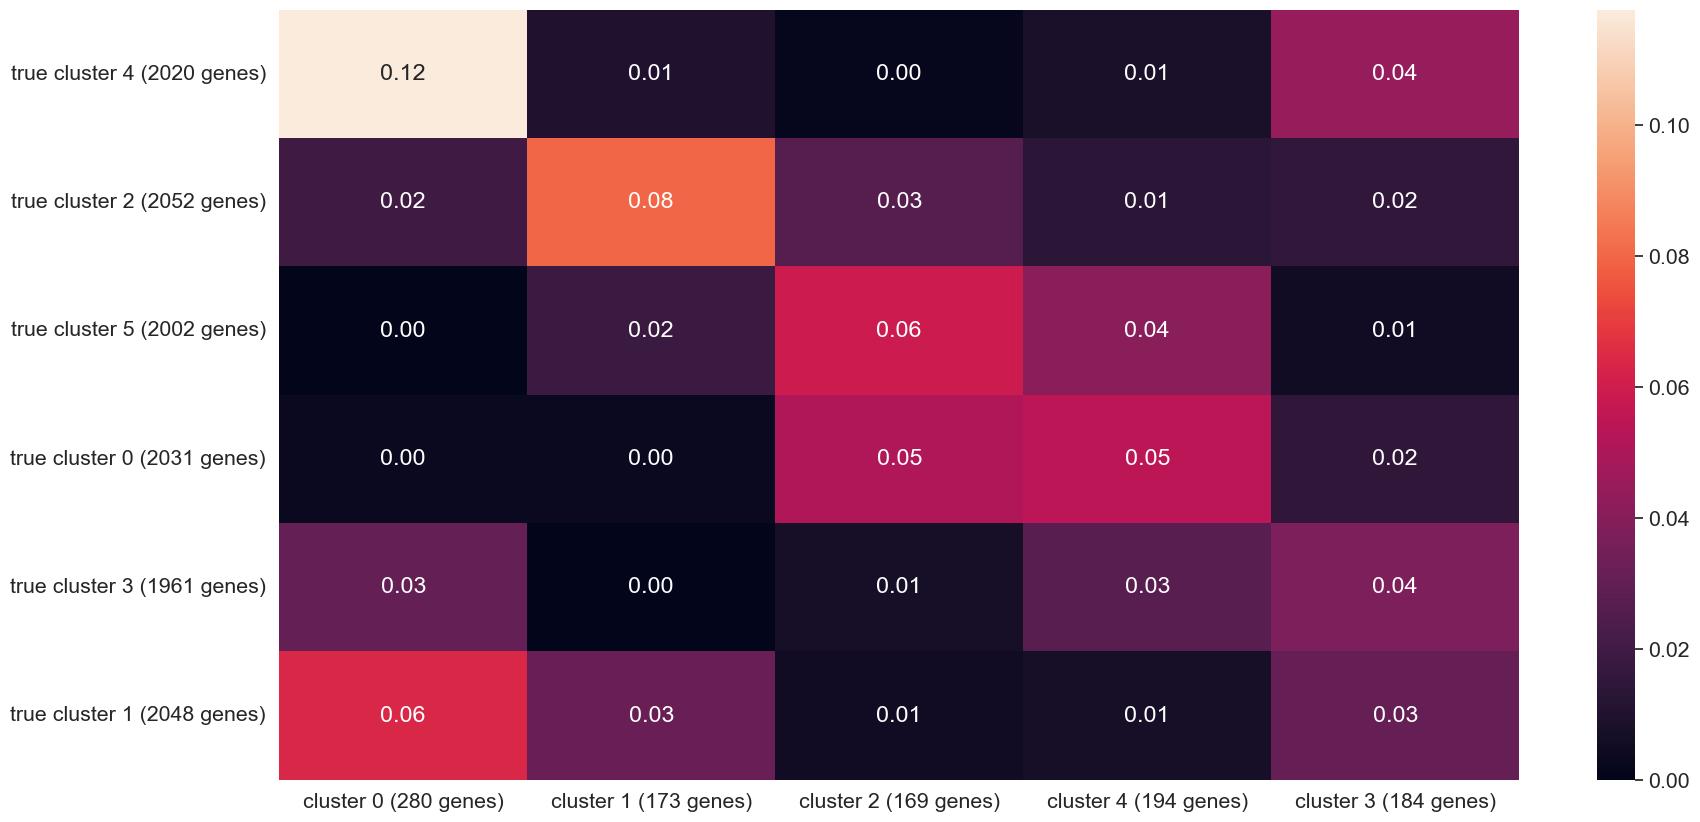 true cluster 4 (2020 genes) 0.12 0.01 0.00 0.01 0.04
0.10
true cluster 2 (2052 genes) 0.02 0.08 0.03 0.01 0.02
0.08
true cluster 5 (2002 genes) 0.00 0.02 0.06 0.04 0.01
0.06
true cluster 0 (2031 genes) 0.00 0.00 0.05 0.05 0.02
0.04
true cluster 3 (1961 genes) 0.03 0.00 0.01 0.03 0.04
0.02
true cluster 1 (2048 genes) 0.06 0.03 0.01 0.01 0.03
0.00
cluster 0 (280 genes) cluster 1 (173 genes) cluster 2 (169 genes) cluster 4 (194 genes) cluster 3 (184 genes)